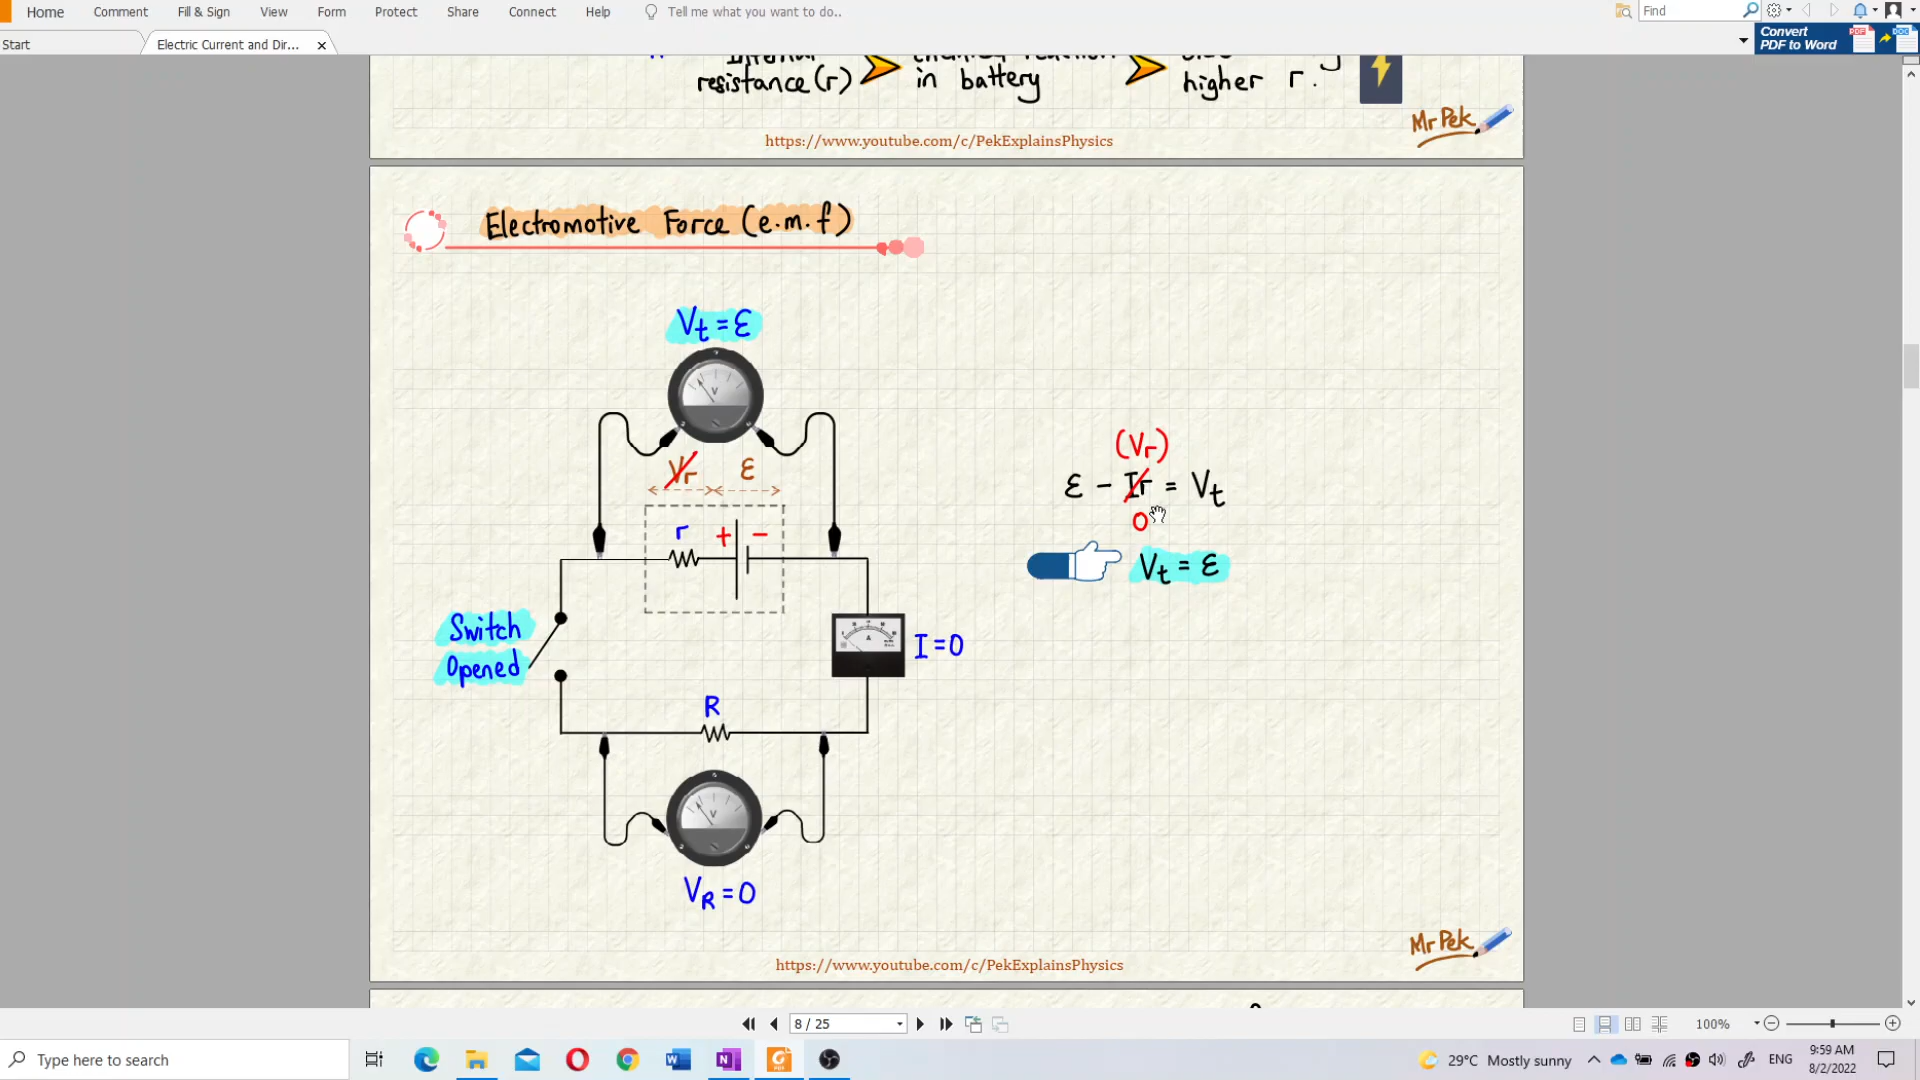 Home Comment Fill & Sign View Form Protect Share Connect Help Tell me what you want to do.. Find
Start Electric Current and Dir... × Convert PDF to Word
resistance (r) in battery higher r.
Mr Pek
https://www.youtube.com/c/PekExplainsPhysics
Electromotive Force (e.m.f)
Vt = ε
V
Vr ε
r + −
(Vr)
ε − Ir = Vt
0
Vt = ε
Switch
Opened
A
I = 0
R
V
VR = 0
Mr Pek
https://www.youtube.com/c/PekExplainsPhysics
8 / 25 100%
Type here to search 29°C Mostly sunny ENG 9:59 AM
8/2/2022